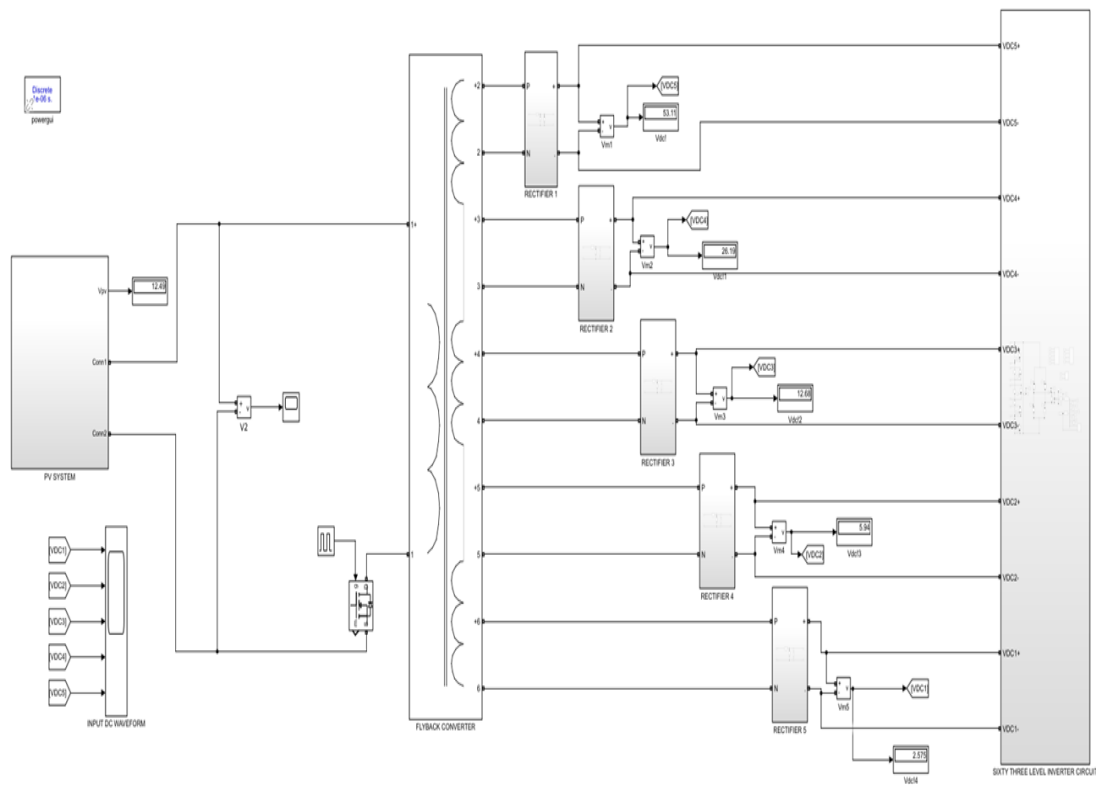 Discrete
1e-06 s.
powergui
Vpv
12.49
Conn1
Conn2
PV SYSTEM
+
-
v
V2
[VDC1]
[VDC2]
[VDC3]
[VDC4]
[VDC5]
INPUT DC WAVEFORM
1+
1
+2
2
+3
3
+4
4
+5
5
+6
6
FLYBACK CONVERTER
P
N
+
-
RECTIFIER 1
+
-
v
Vm1
[VDC5]
53.11
Vdcf
P
N
+
-
RECTIFIER 2
+
-
v
Vm2
[VDC4]
26.19
Vdcf1
P
N
+
-
RECTIFIER 3
+
-
v
Vm3
[VDC3]
12.68
Vdcf2
P
N
+
-
RECTIFIER 4
+
-
v
Vm4
5.94
Vdcf3
[VDC2]
P
N
+
-
RECTIFIER 5
+
-
v
Vm5
[VDC1]
2.575
Vdcf4
VDC5+
VDC5-
VDC4+
VDC4-
VDC3+
VDC3-
VDC2+
VDC2-
VDC1+
VDC1-
SIXTY THREE LEVEL INVERTER CIRCUIT